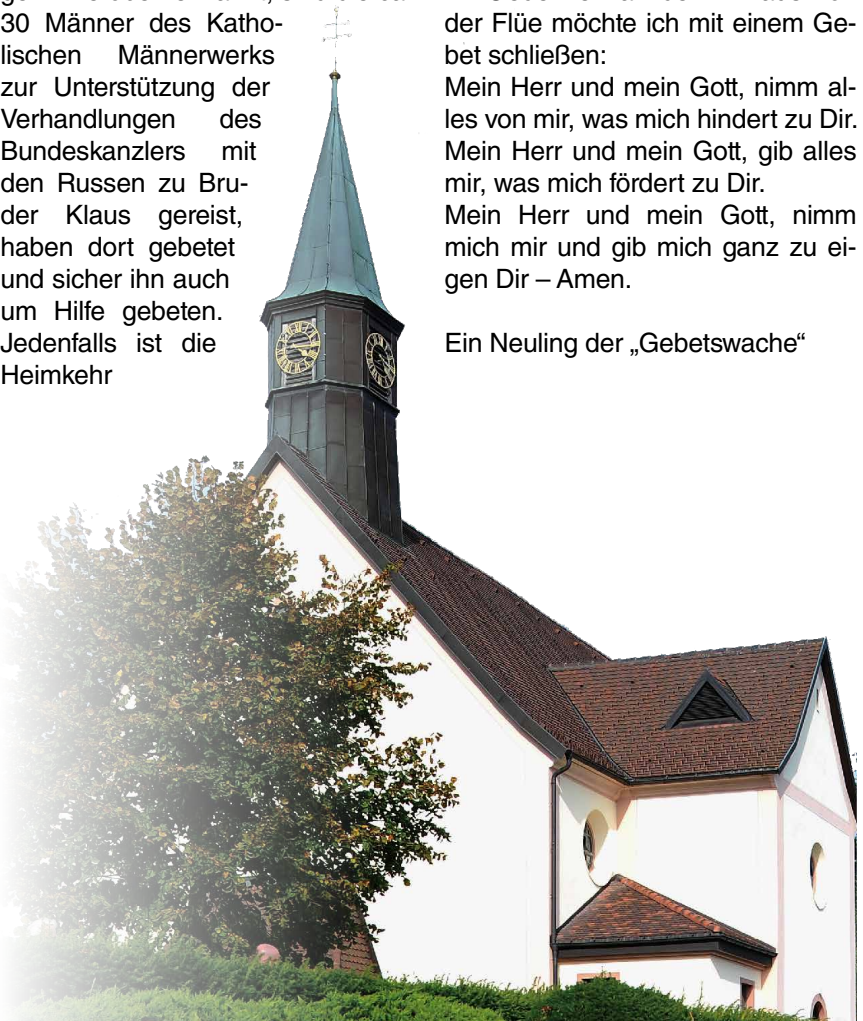 30 Männer des Katho-
lischen Männerwerks
zur Unterstützung der
Verhandlungen des
Bundeskanzlers mit
den Russen zu Bru-
der Klaus gereist,
haben dort gebetet
und sicher ihn auch
um Hilfe gebeten.
Jedenfalls ist die
Heimkehr
der Flüe möchte ich mit einem Ge-
bet schließen:
Mein Herr und mein Gott, nimm al-
les von mir, was mich hindert zu Dir.
Mein Herr und mein Gott, gib alles
mir, was mich fördert zu Dir.
Mein Herr und mein Gott, nimm
mich mir und gib mich ganz zu ei-
gen Dir – Amen.
Ein Neuling der „Gebetswache“